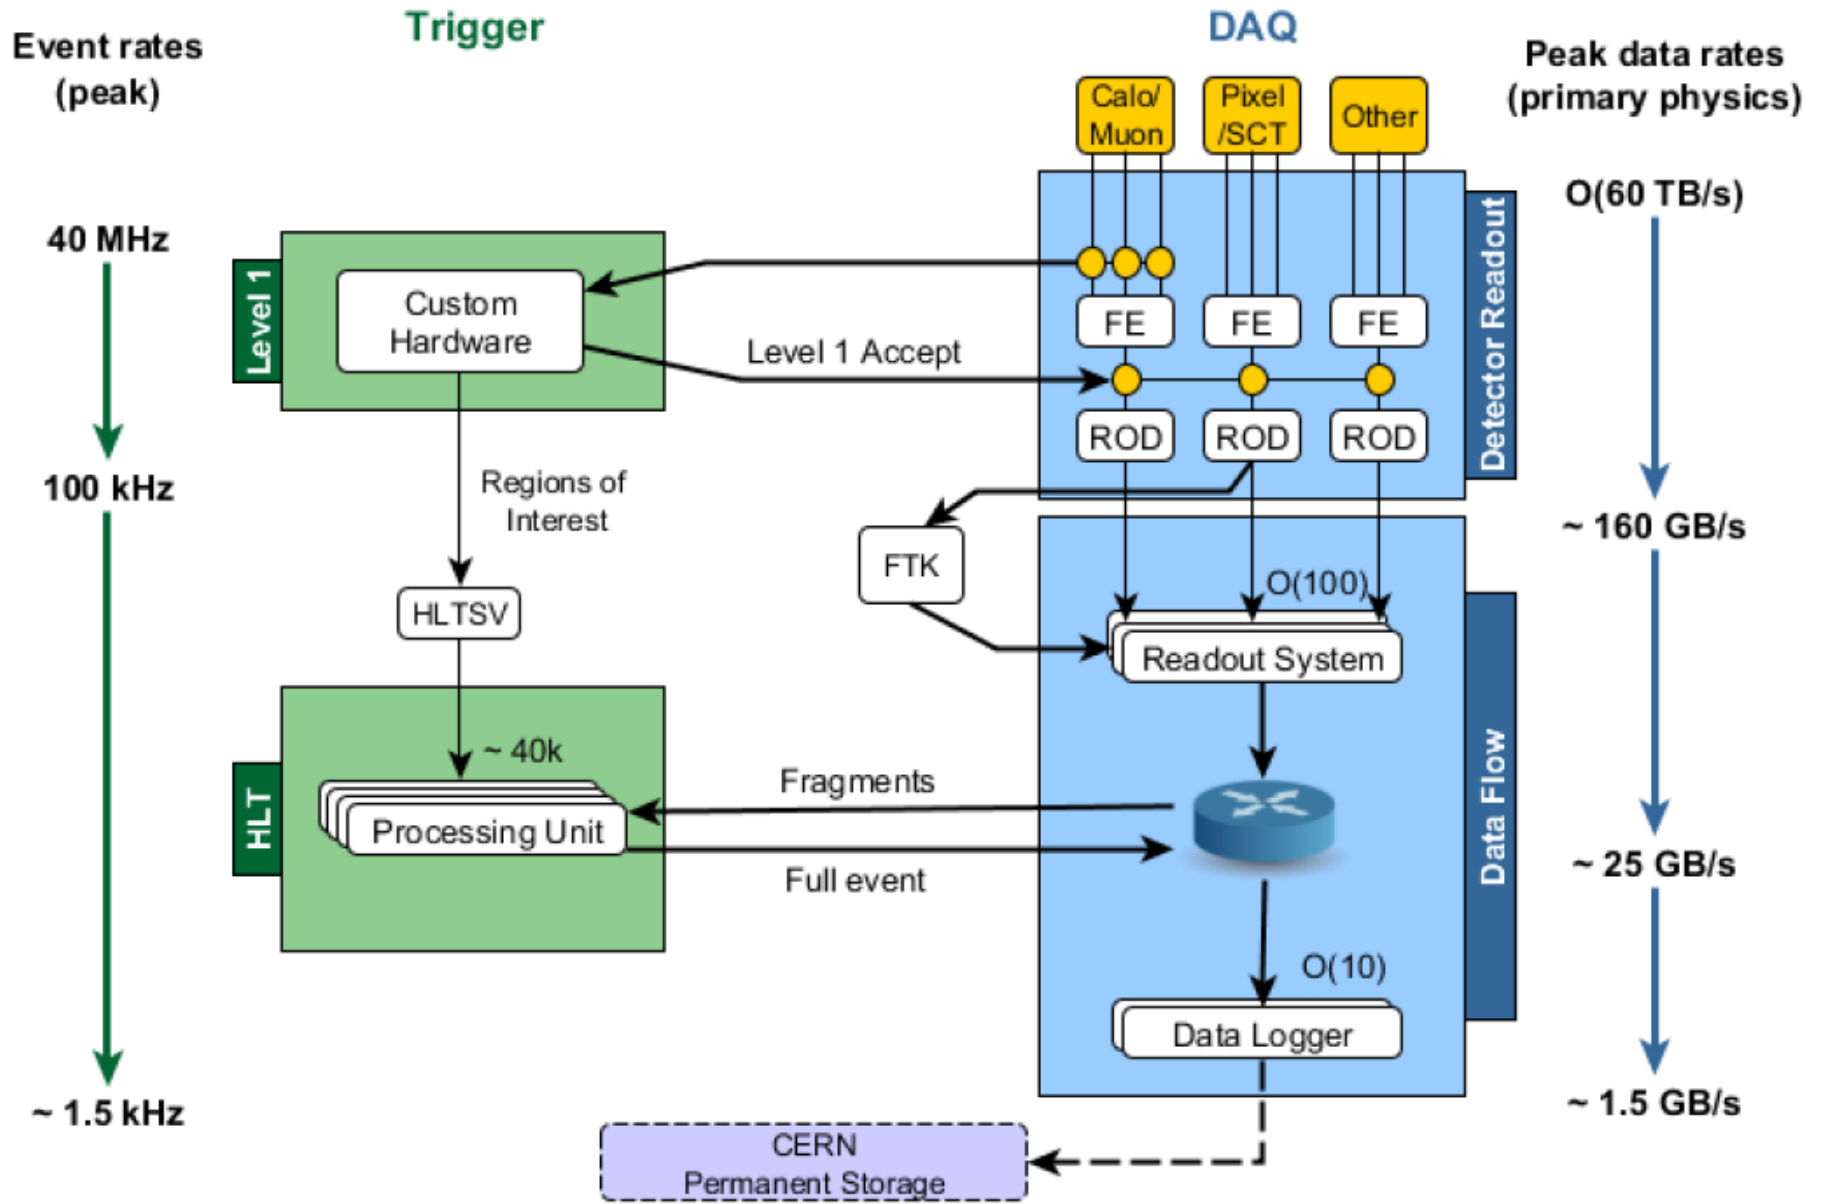 Trigger
DAQ
Event rates
(peak)
Peak data rates
(primary physics)
Calo/
Muon
Pixel
/SCT
Other
O(60 TB/s)
40 MHz
Level 1
Custom
Hardware
FE
FE
FE
Detector Readout
Level 1 Accept
ROD
ROD
ROD
100 kHz
Regions of
Interest
~ 160 GB/s
FTK
O(100)
HLTSV
Readout System
~ 40k
HLT
Processing Unit
Fragments
Full event
Data Flow
~ 25 GB/s
O(10)
Data Logger
~ 1.5 kHz
~ 1.5 GB/s
CERN
Permanent Storage